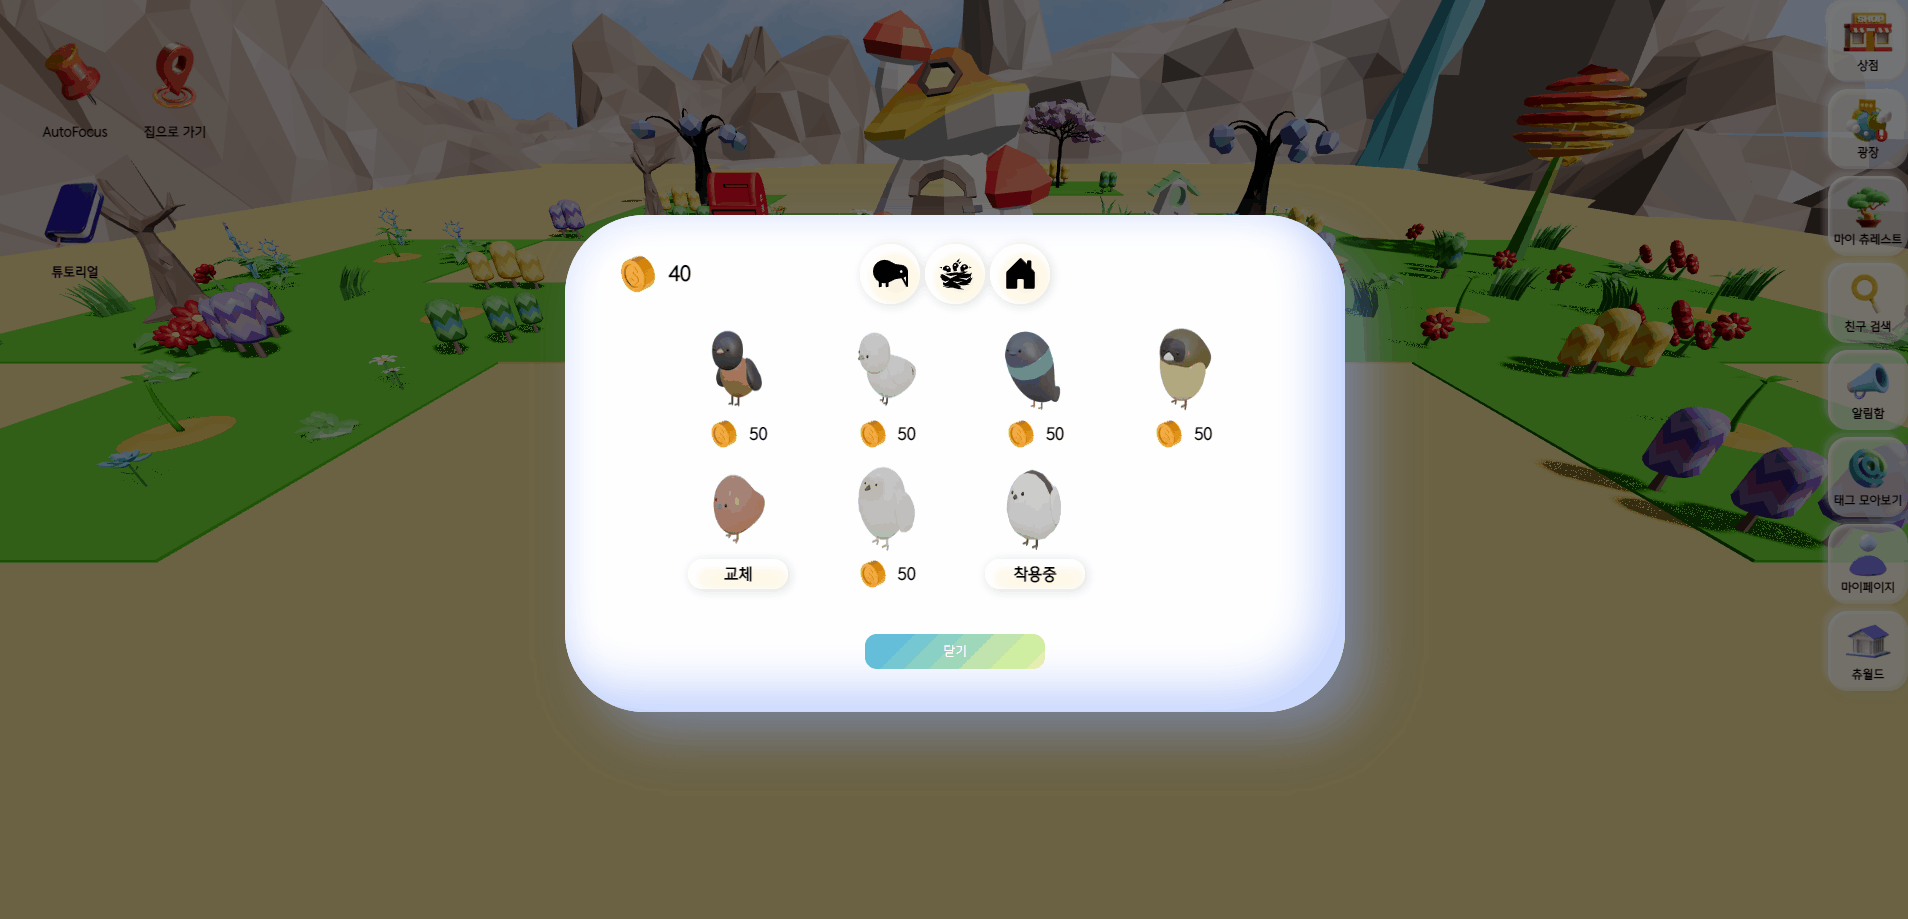 AutoFocus
집으로 가기
튜토리얼
40
50
50
50
50
교체
50
착용중
닫기
SHOP
상점
광장
마이 츄레스트
친구 검색
알림함
태그 모아보기
마이페이지
츄월드